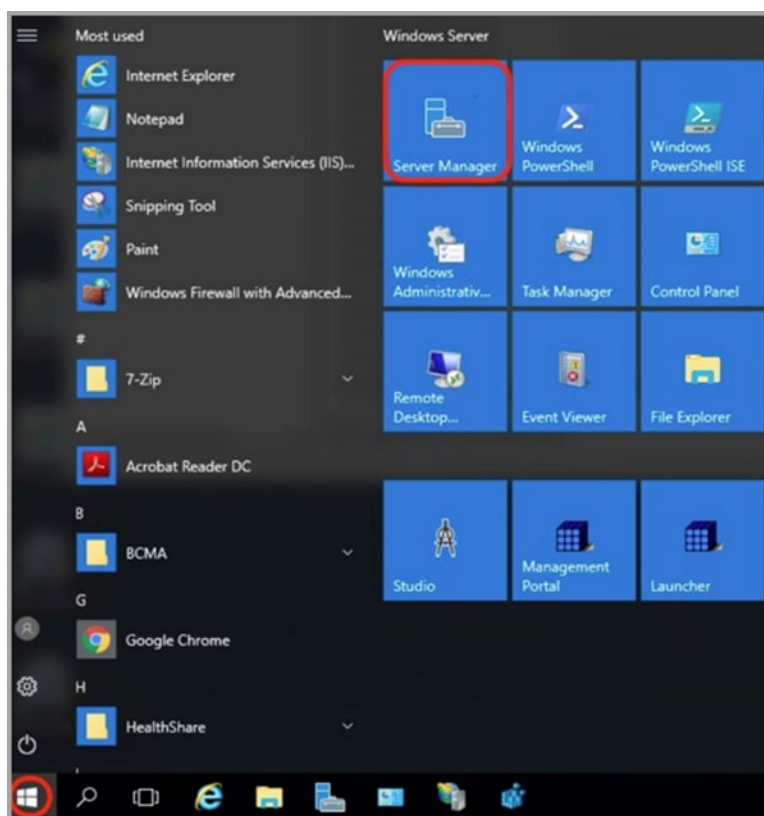 Most used
Internet Explorer
Notepad
Internet Information Services (IIS)...
Snipping Tool
Paint
Windows Firewall with Advanced...
#
7-Zip
A
Acrobat Reader DC
B
BCMA
G
Google Chrome
H
HealthShare
Windows Server
Server Manager
Windows
PowerShell
Windows
PowerShell ISE
Windows
Administrativ...
Task Manager
Control Panel
Remote
Desktop...
Event Viewer
File Explorer
Studio
Management
Portal
Launcher